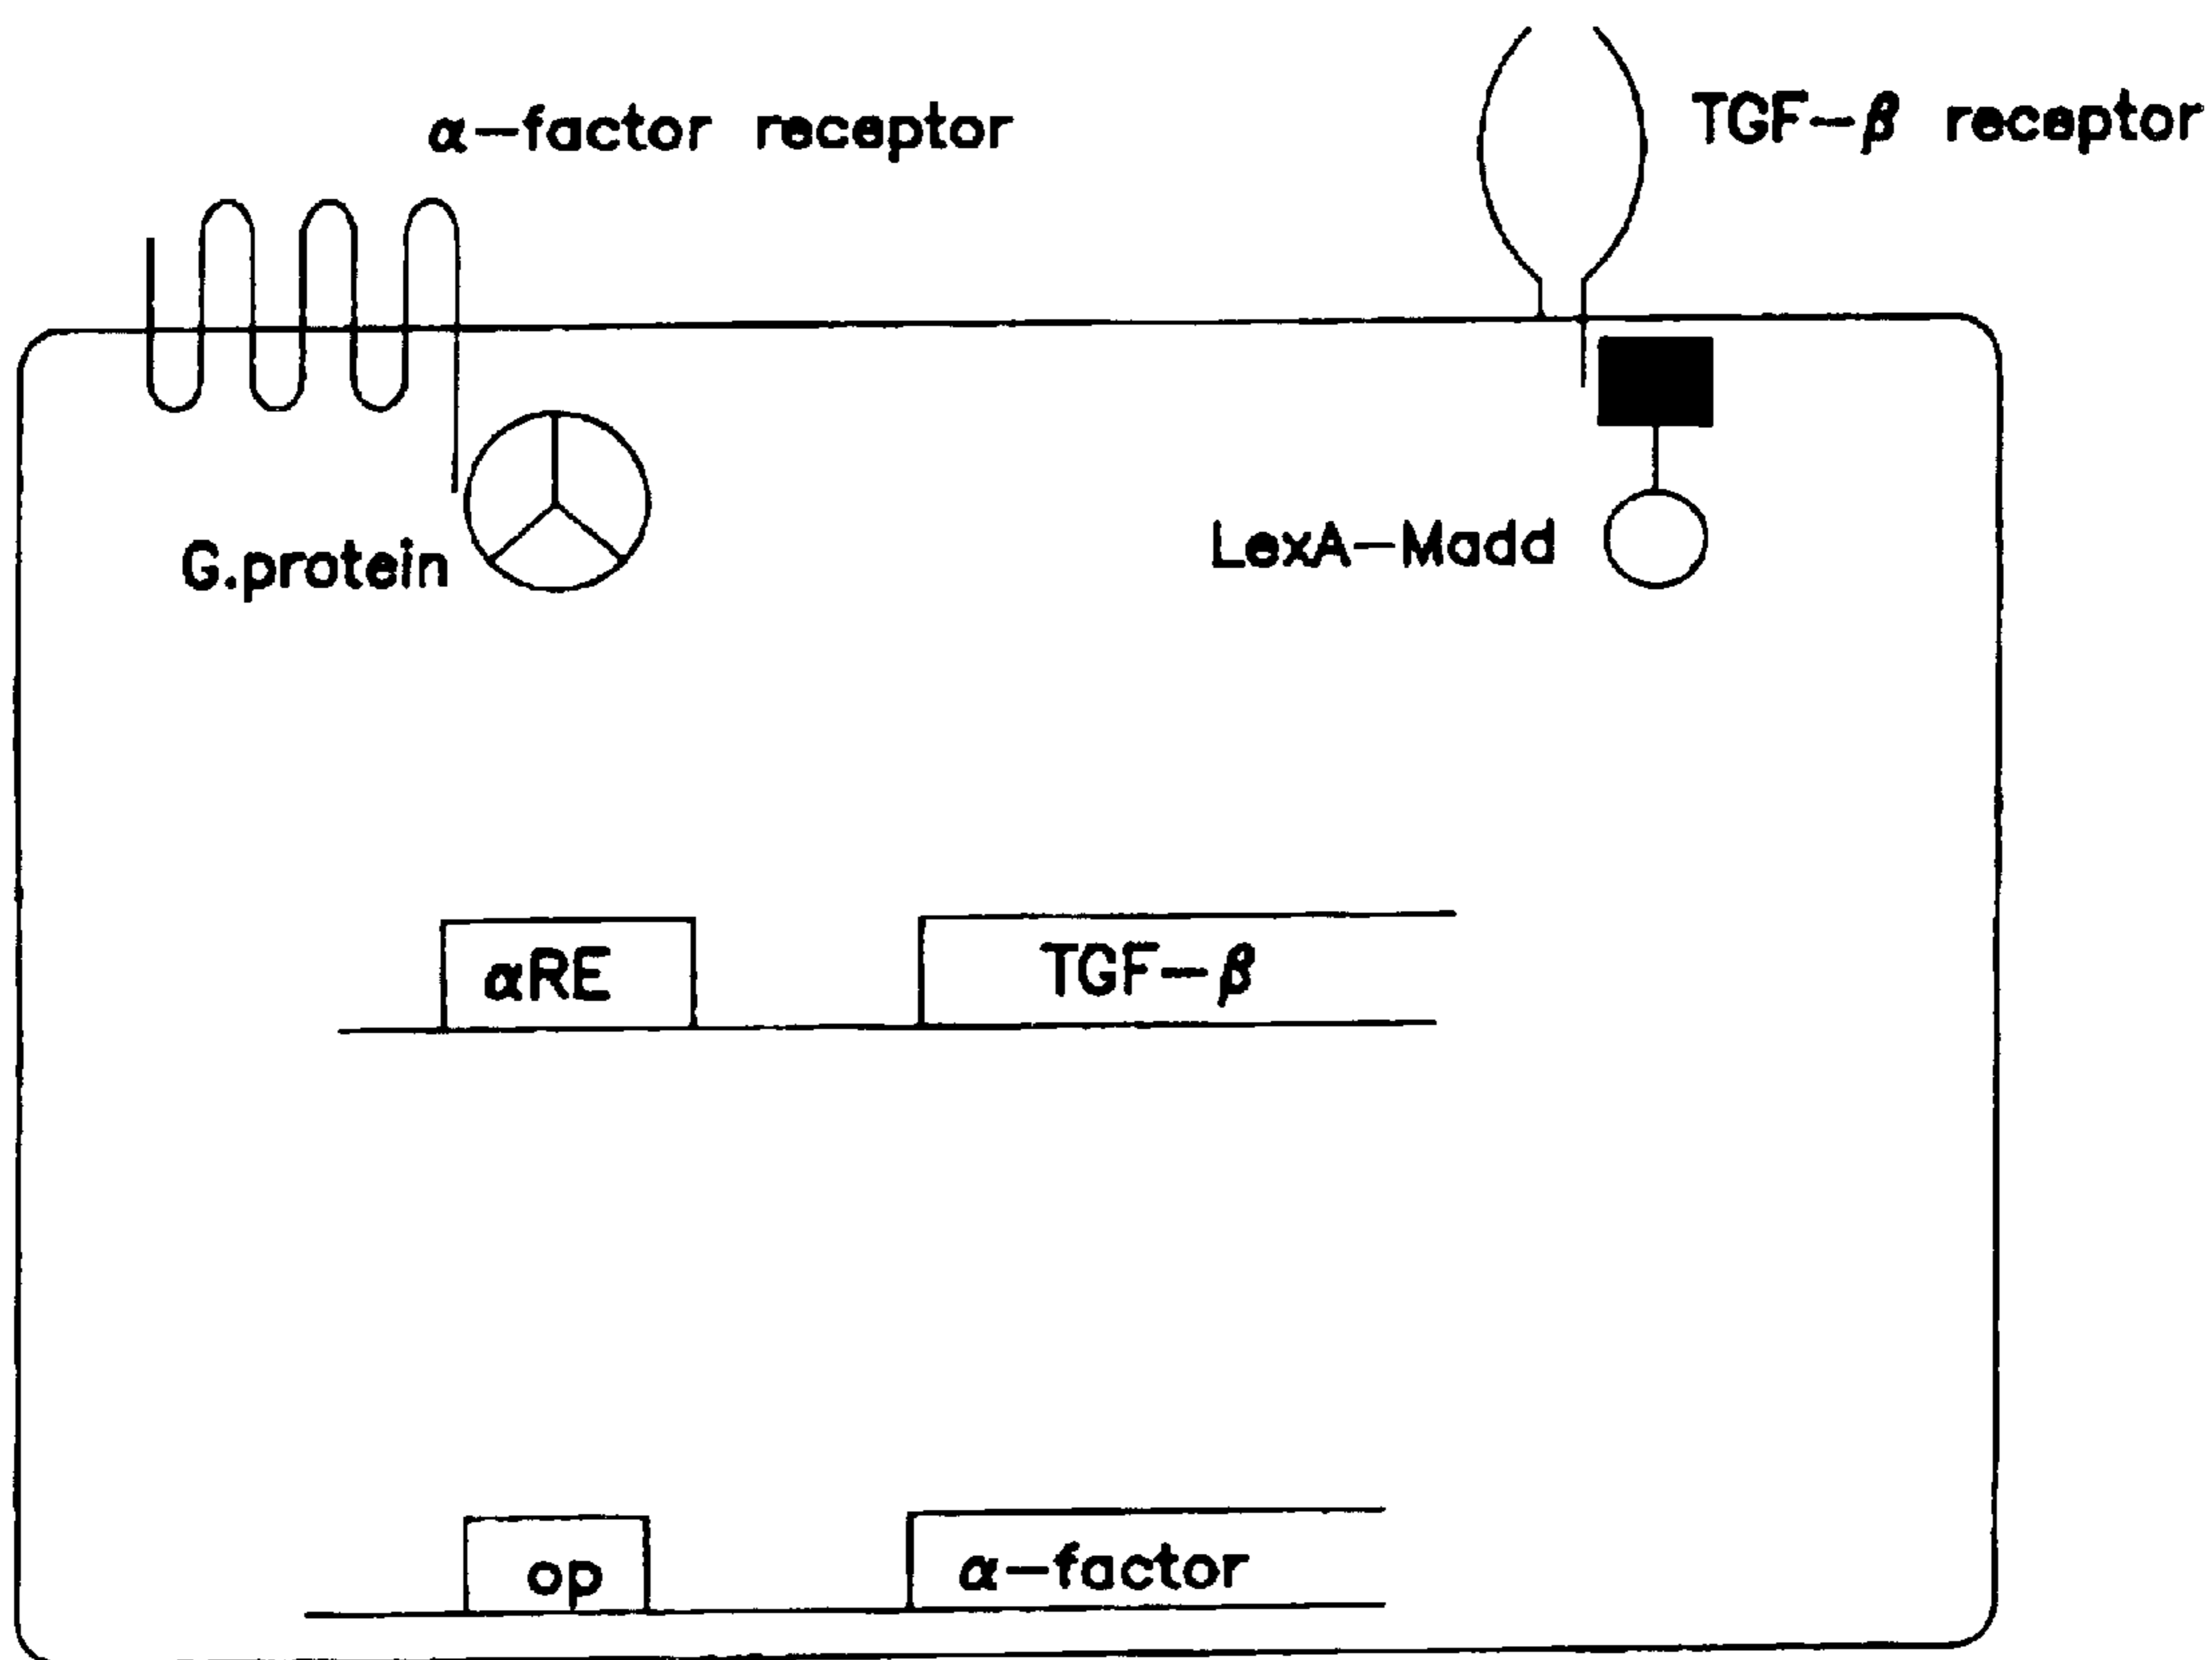 α-factor receptor
TGF-β receptor
G.protein
LexA-Madd
αRE
TGF-β
op
α-factor